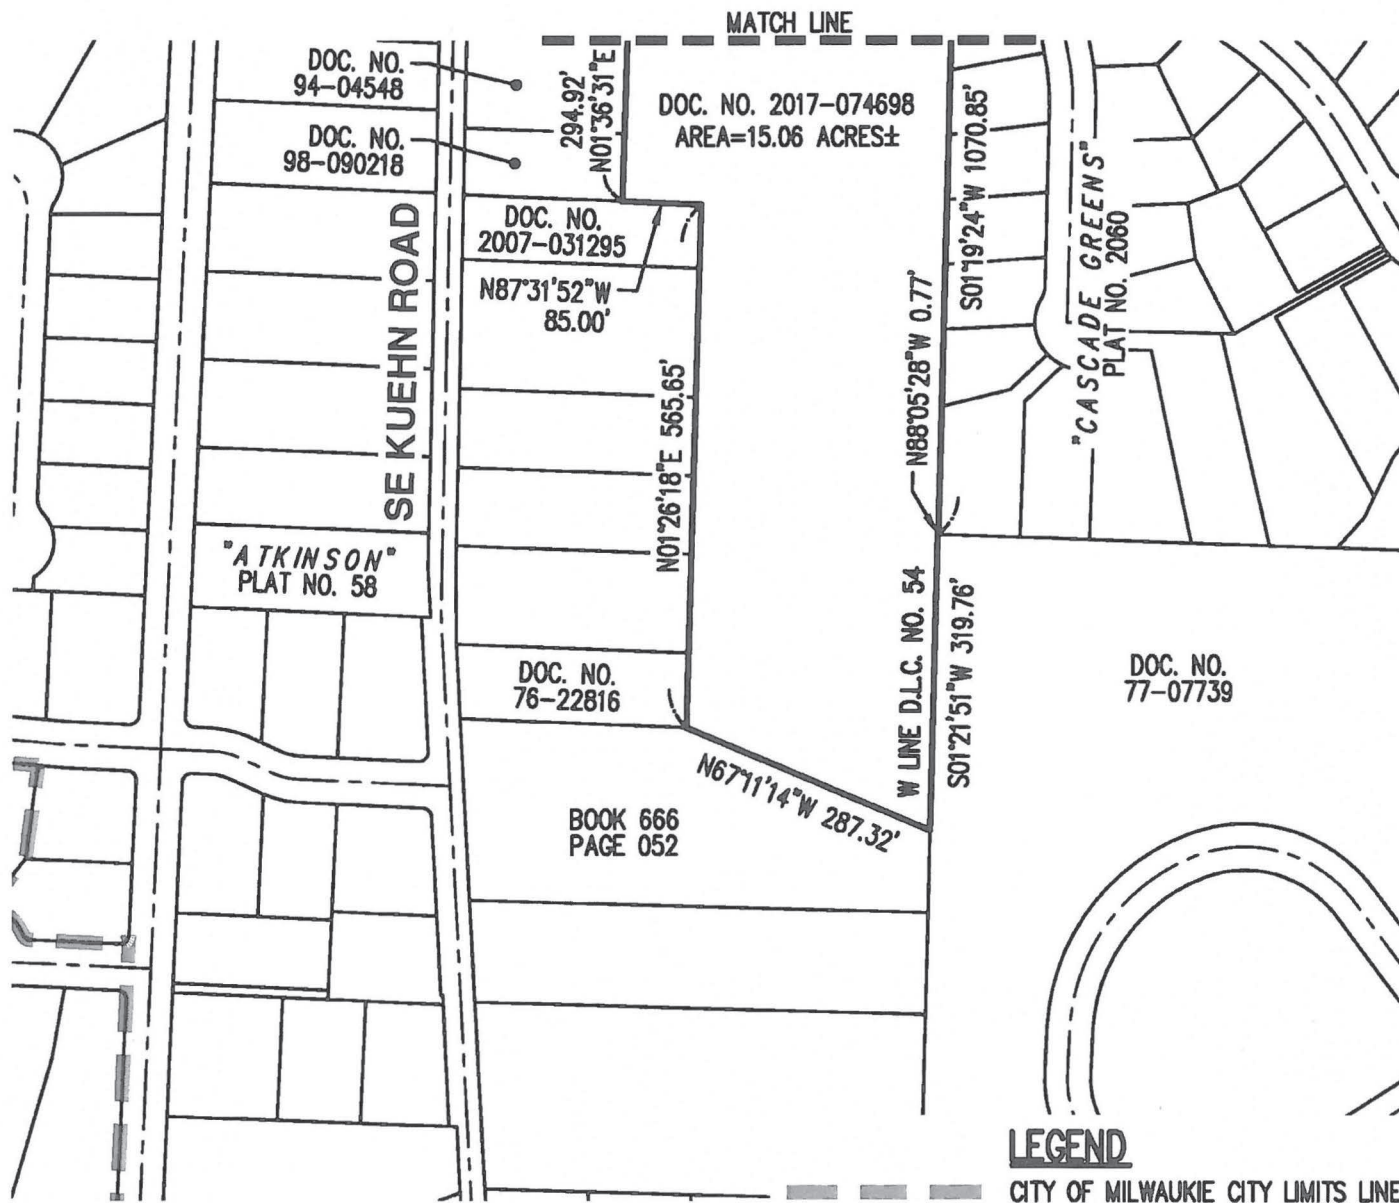 MATCH LINE
DOC. NO.
94-04548
DOC. NO.
98-090218
294.92'
N01°36'31"E
DOC. NO. 2017-074698
AREA=15.06 ACRES±
S01°19'24"W 1070.85'
"CASCADE GREENS"
PLAT NO. 2060
SE KUEHN ROAD
DOC. NO.
2007-031295
N87°31'52"W
85.00'
N01°26'18"E 565.65'
N88°05'28"W 0.77'
"ATKINSON"
PLAT NO. 58
W LINE D.L.C. NO. 54
S01°21'51"W 319.76'
DOC. NO.
76-22816
DOC. NO.
77-07739
N67°11'14"W 287.32'
BOOK 666
PAGE 052
LEGEND
CITY OF MILWAUKIE CITY LIMITS LINE